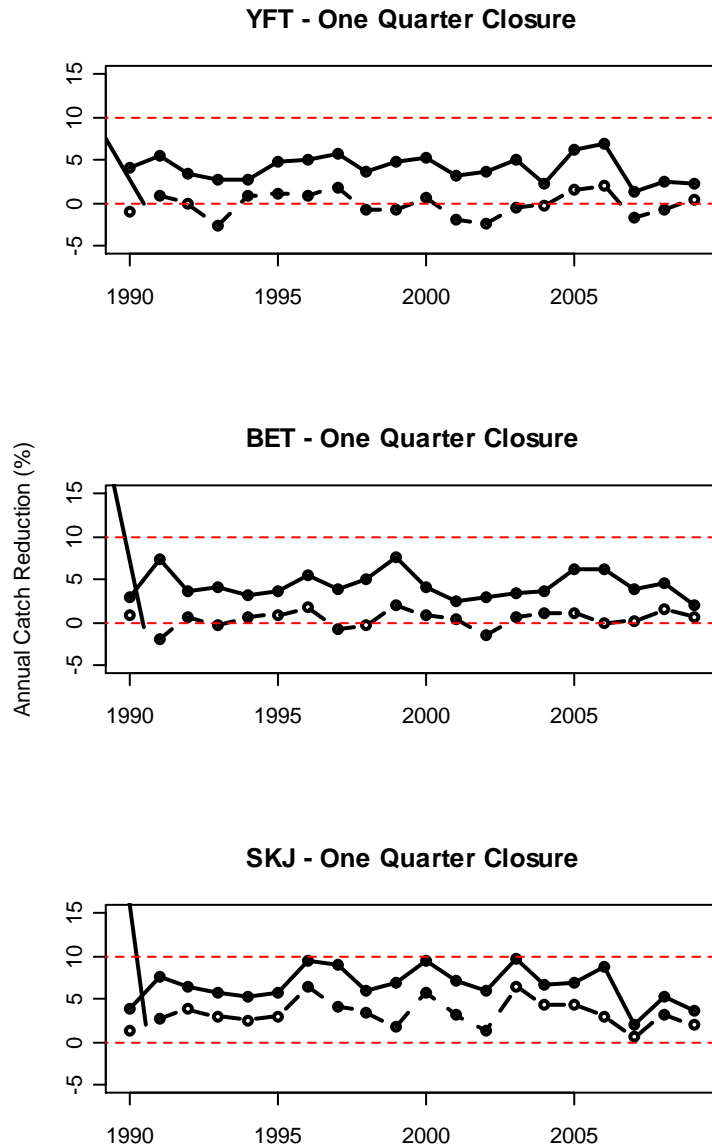 YFT - One Quarter Closure
15
10
5
0
-5
1990 1995 2000 2005
Annual Catch Reduction (%)
BET - One Quarter Closure
15
10
5
0
-5
1990 1995 2000 2005
SKJ - One Quarter Closure
15
10
5
0
-5
1990 1995 2000 2005